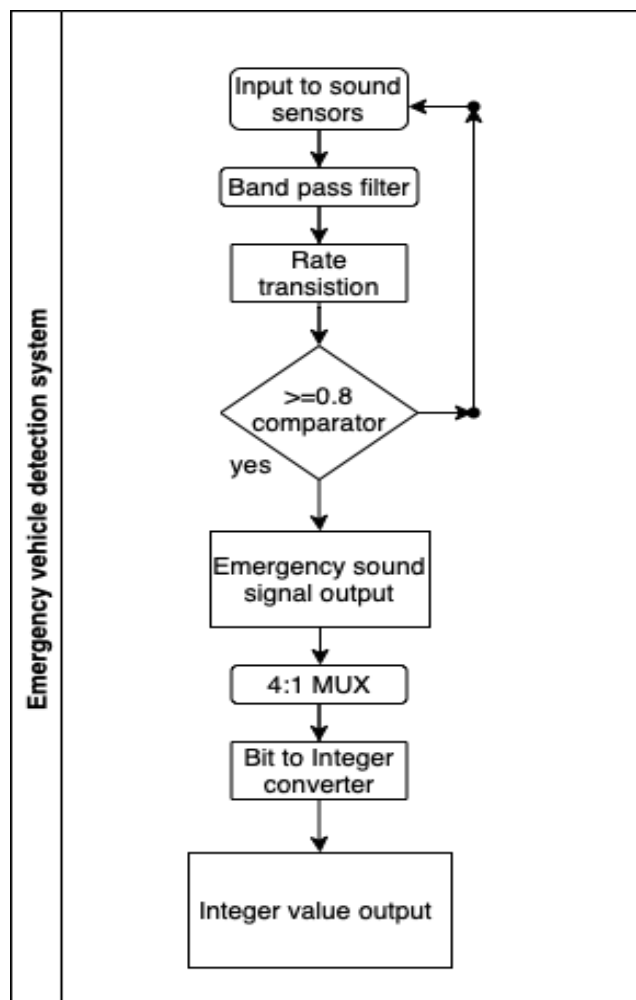 Emergency vehicle detection system
Input to sound
sensors
Band pass filter
Rate
transistion
>=0.8
comparator
yes
Emergency sound
signal output
4:1 MUX
Bit to Integer
converter
Integer value output